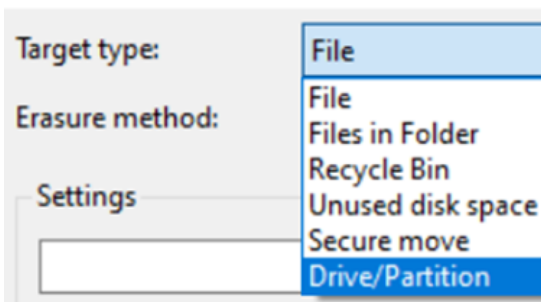 Target type:
File
File
Files in Folder
Erasure method:
Recycle Bin
Settings
Unused disk space
Secure move
Drive/Partition